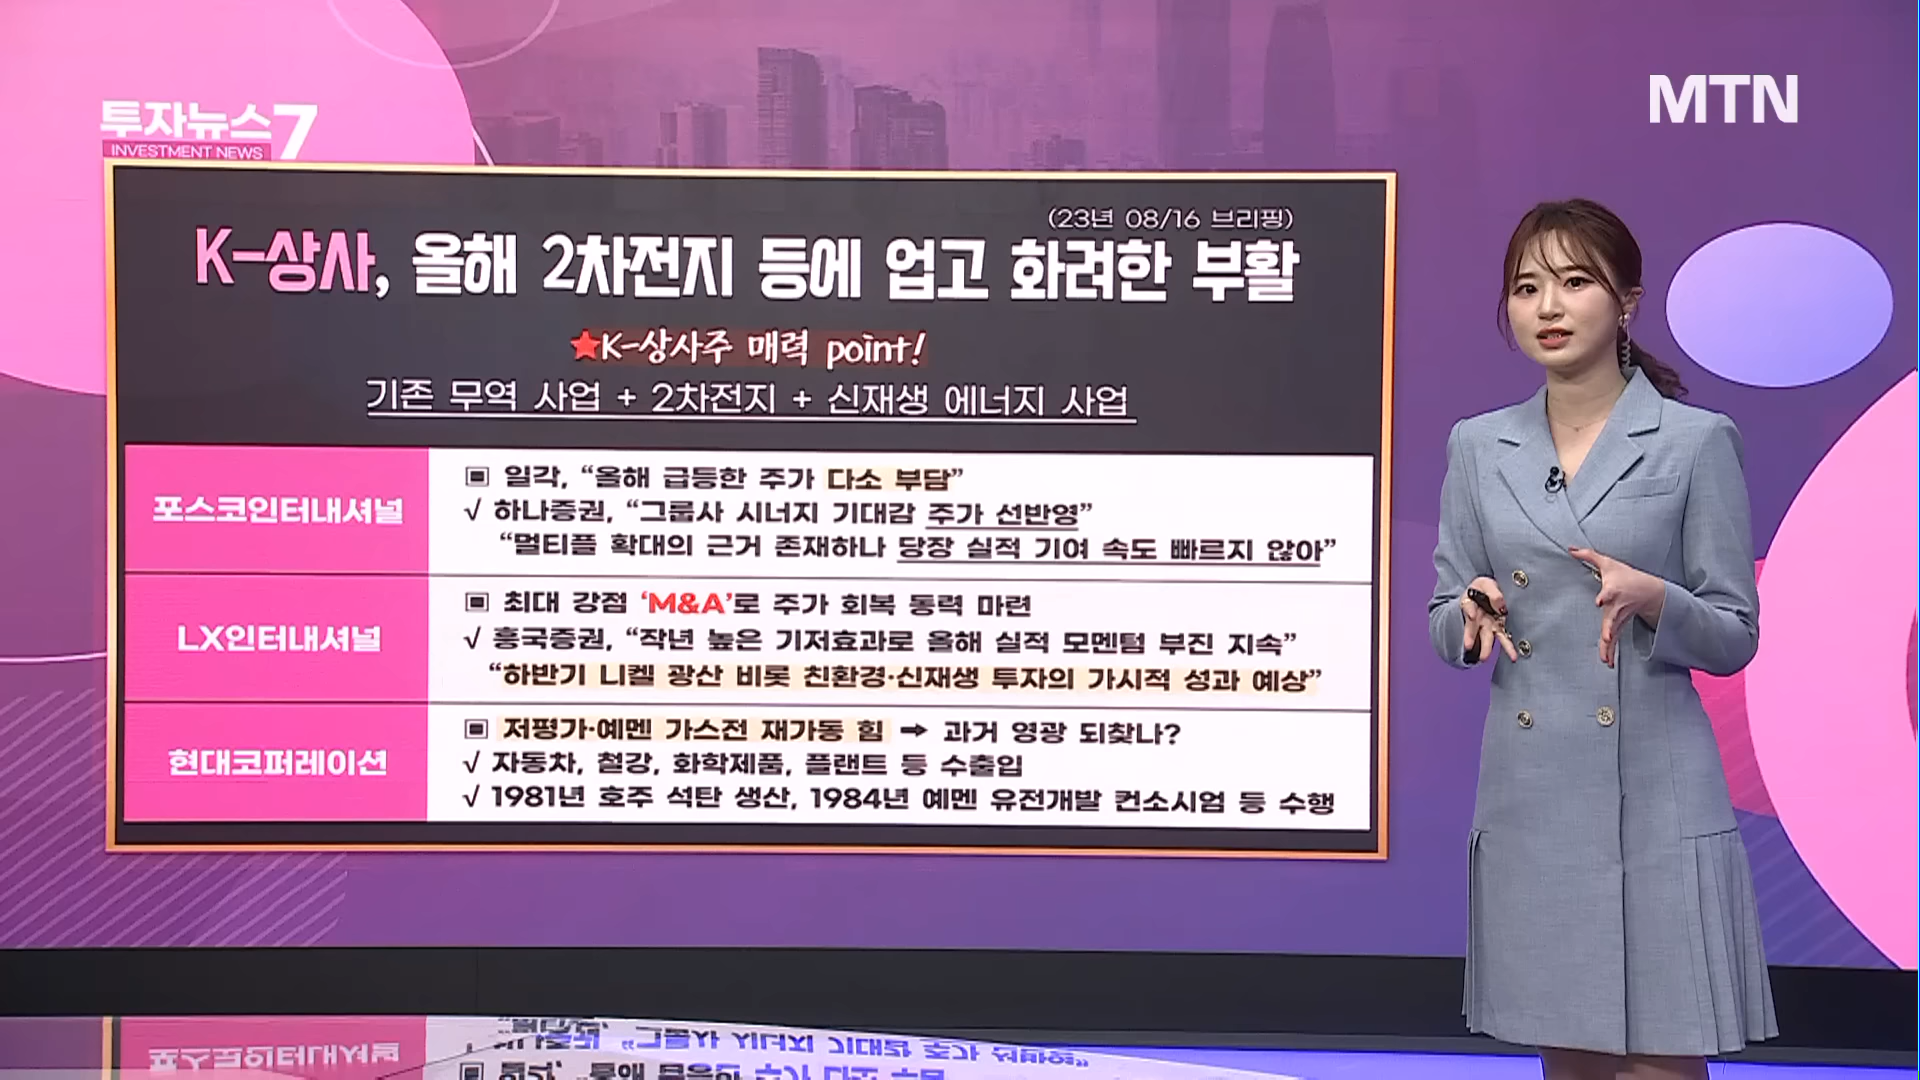 투자뉴스7
INVESTMENT NEWS
MTN
(23년 08/16 브리핑)
K-상사, 올해 2차전지 등에 업고 화려한 부활
★K-상사주 매력 point!
기존 무역 사업 + 2차전지 + 신재생 에너지 사업
포스코인터내셔널
▣ 일각, “올해 급등한 주가 다소 부담”
√ 하나증권, “그룹사 시너지 기대감 주가 선반영”
“멀티플 확대의 근거 존재하나 당장 실적 기여 속도 빠르지 않아”
LX인터내셔널
▣ 최대 강점 ‘M&A’로 주가 회복 동력 마련
√ 흥국증권, “작년 높은 기저효과로 올해 실적 모멘텀 부진 지속”
“하반기 니켈 광산 비롯 친환경·신재생 투자의 가시적 성과 예상”
현대코퍼레이션
▣ 저평가·예멘 가스전 재가동 힘 ➡ 과거 영광 되찾나?
√ 자동차, 철강, 화학제품, 플랜트 등 수출입
√ 1981년 호주 석탄 생산, 1984년 예멘 유전개발 컨소시엄 등 수행